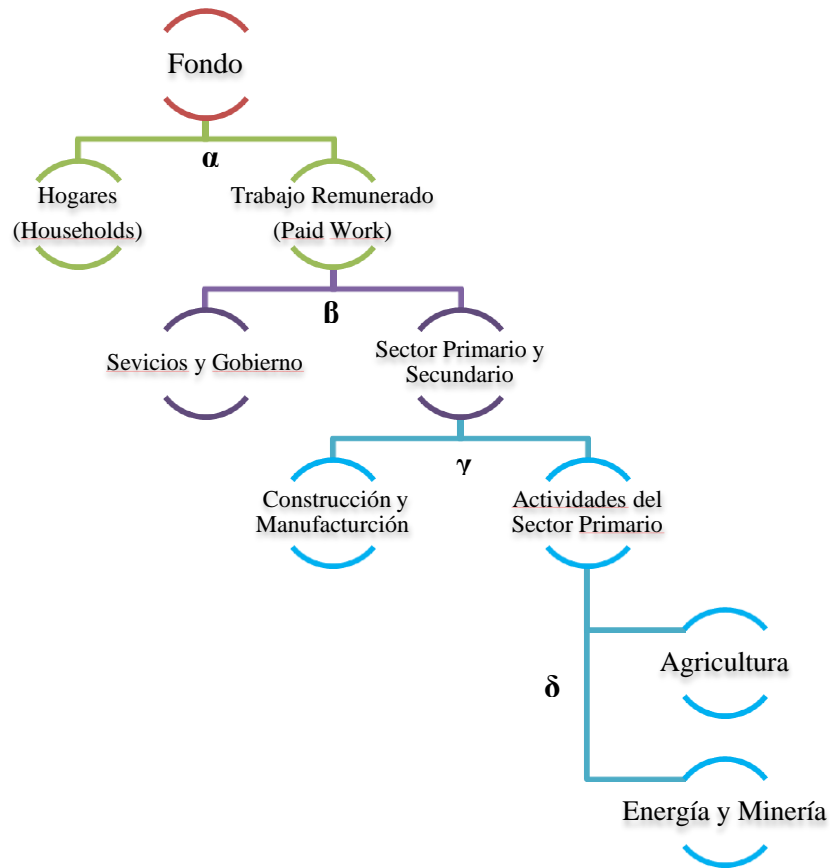 Fondo
α
Hogares
(Households)
Trabajo Remunerado
(Paid Work)
β
Sevicios y Gobierno
Sector Primario y
Secundario
γ
Construcción y
Manufacturción
Actividades del
Sector Primario
δ
Agricultura
Energía y Minería